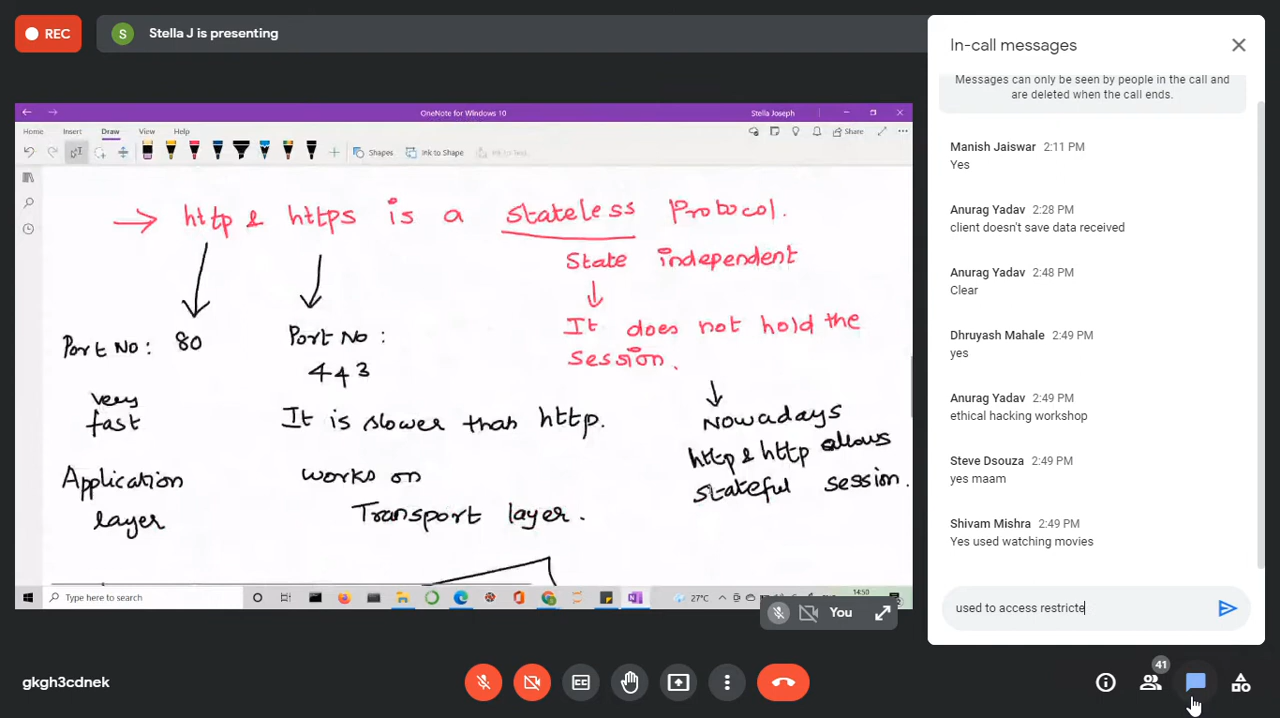 REC
S
Stella J is presenting
OneNote for Windows 10
Stella Joseph
Home Insert Draw View Help
Share
Shapes
Ink to Shape
→ http & https is a stateless Protocol.
State independent
↓
It does not hold the
session.
↓
Nowadays
http & http allows
stateful session.
Port No: 80
very
fast
Application
layer
Port No:
443
It is slower than http.
works on
Transport layer.
Type here to search
27°C
14:50
You
In-call messages
Messages can only be seen by people in the call and
are deleted when the call ends.
Manish Jaiswar 2:11 PM
Yes
Anurag Yadav 2:28 PM
client doesn't save data received
Anurag Yadav 2:48 PM
Clear
Dhruyash Mahale 2:49 PM
yes
Anurag Yadav 2:49 PM
ethical hacking workshop
Steve Dsouza 2:49 PM
yes maam
Shivam Mishra 2:49 PM
Yes used watching movies
used to access restricte
gkgh3cdnek
41